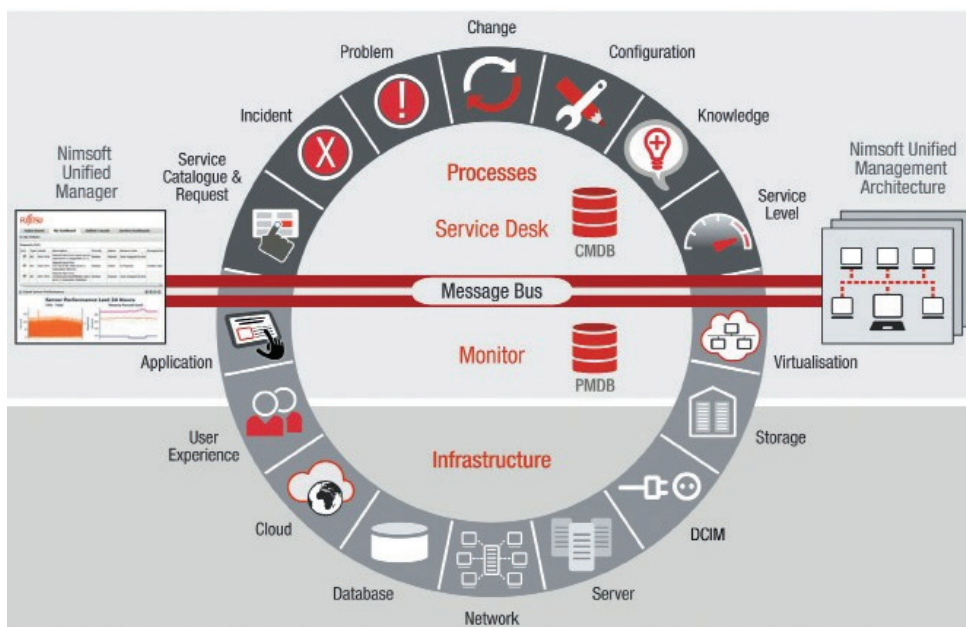 Change
Problem
Configuration
Incident
Knowledge
Nimsoft
Unified
Manager
Service
Catalogue &
Request
Processes
Service Desk
CMDB
Service
Level
Nimsoft Unified
Management
Architecture
FUJITSU
Message Bus
Server Performance Last 24 Hours
Application
Monitor
PMDB
Virtualisation
User
Experience
Infrastructure
Storage
Cloud
DCIM
Database
Server
Network